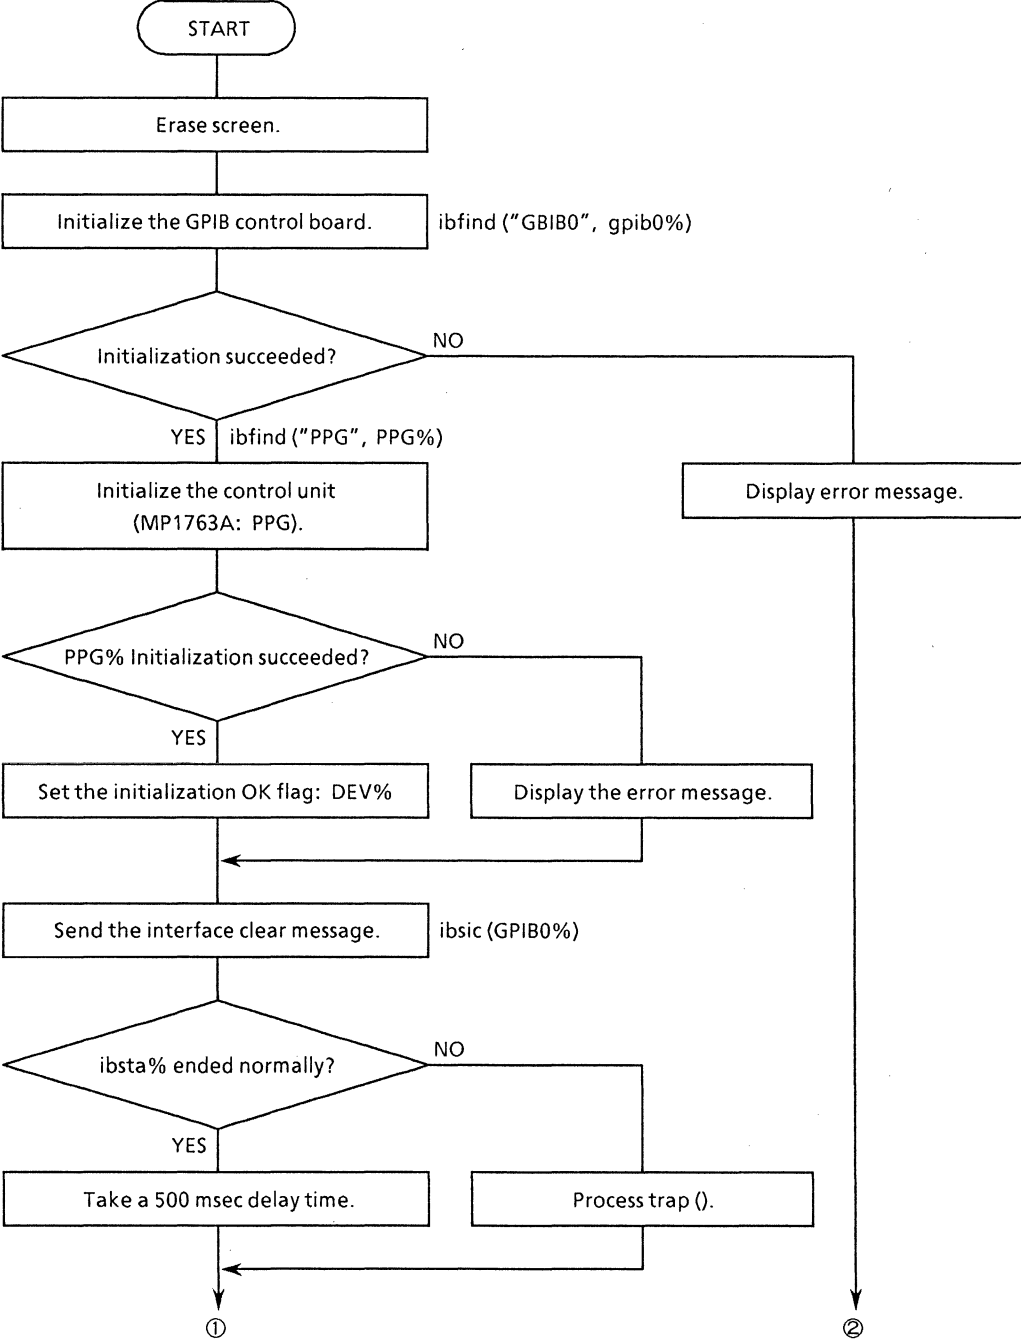 START
Erase screen.
Initialize the GPIB control board.
ibfind ("GBIB0", gpib0%)
Initialization succeeded?
NO
YES
ibfind ("PPG", PPG%)
Initialize the control unit
(MP1763A: PPG).
Display error message.
PPG% Initialization succeeded?
NO
YES
Set the initialization OK flag: DEV%
Display the error message.
Send the interface clear message.
ibsic (GPIB0%)
ibsta% ended normally?
NO
YES
Take a 500 msec delay time.
Process trap ().
①
②